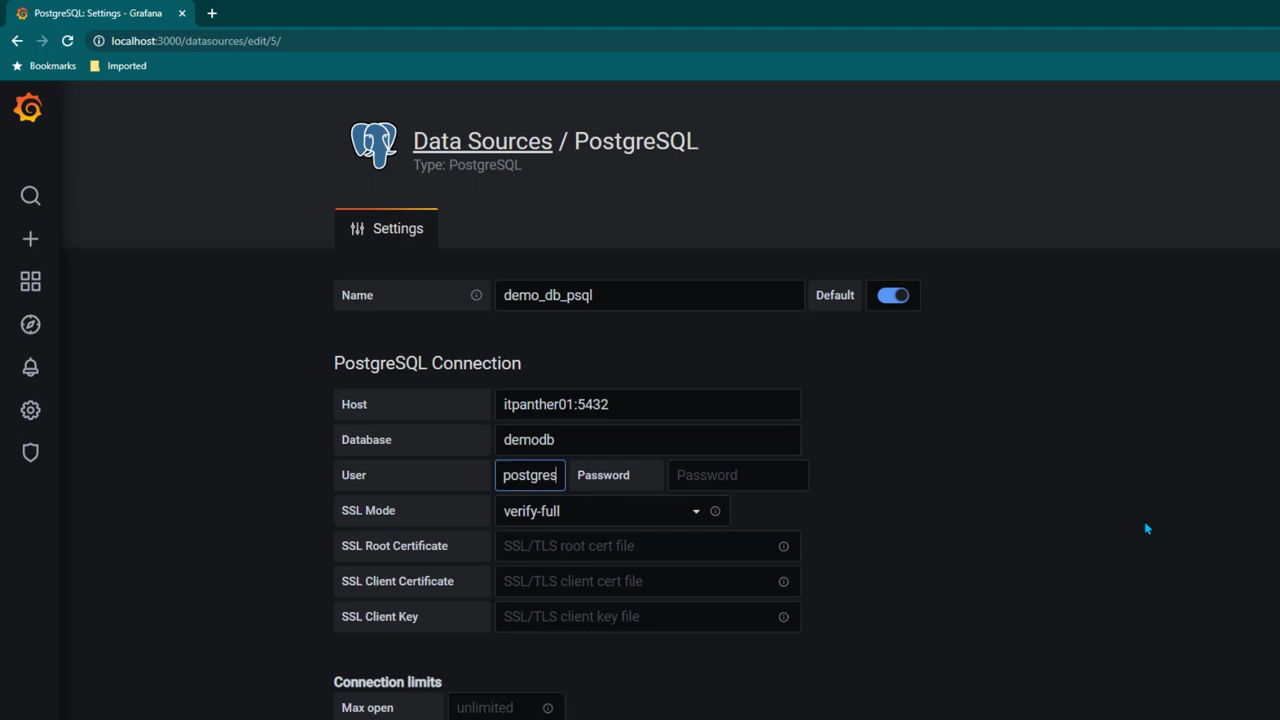 PostgreSQL: Settings - Grafana
localhost:3000/datasources/edit/5/
Bookmarks Imported
Data Sources / PostgreSQL
Type: PostgreSQL
Settings
Name demo_db_psql Default
PostgreSQL Connection
Host itpanther01:5432
Database demodb
User postgres Password Password
SSL Mode verify-full
SSL Root Certificate SSL/TLS root cert file
SSL Client Certificate SSL/TLS client cert file
SSL Client Key SSL/TLS client key file
Connection limits
Max open unlimited